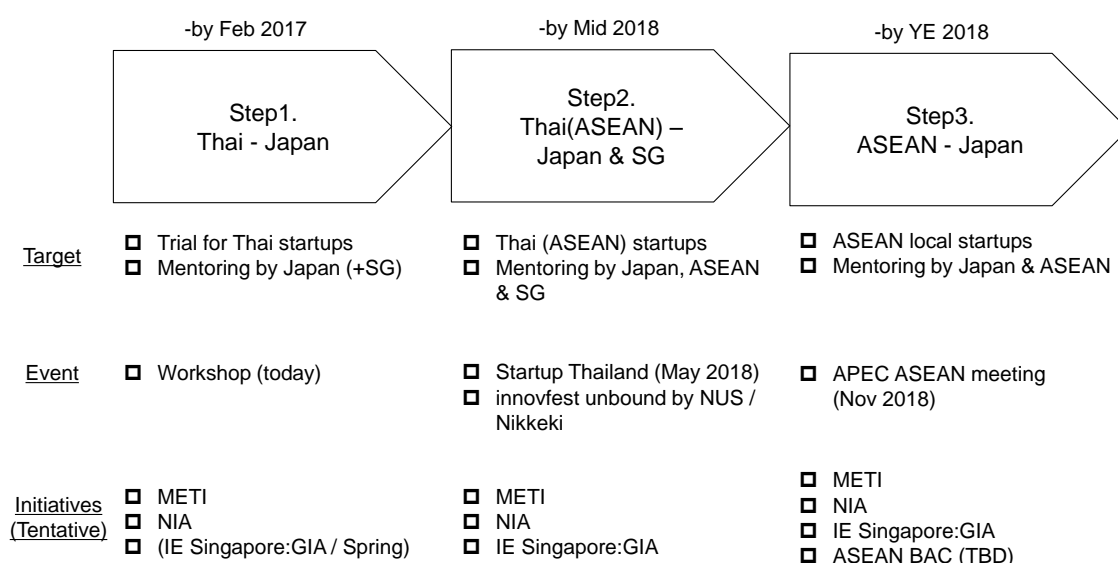 -by Feb 2017
-by Mid 2018
-by YE 2018
Step1.
Thai - Japan
Step2.
Thai(ASEAN) –
Japan & SG
Step3.
ASEAN - Japan
Target
Trial for Thai startups
Mentoring by Japan (+SG)
Thai (ASEAN) startups
Mentoring by Japan, ASEAN
& SG
ASEAN local startups
Mentoring by Japan & ASEAN
Event
Workshop (today)
Startup Thailand (May 2018)
innovfest unbound by NUS /
Nikkeki
APEC ASEAN meeting
(Nov 2018)
Initiatives
(Tentative)
METI
NIA
(IE Singapore:GIA / Spring)
METI
NIA
IE Singapore:GIA
METI
NIA
IE Singapore:GIA
ASEAN BAC (TBD)